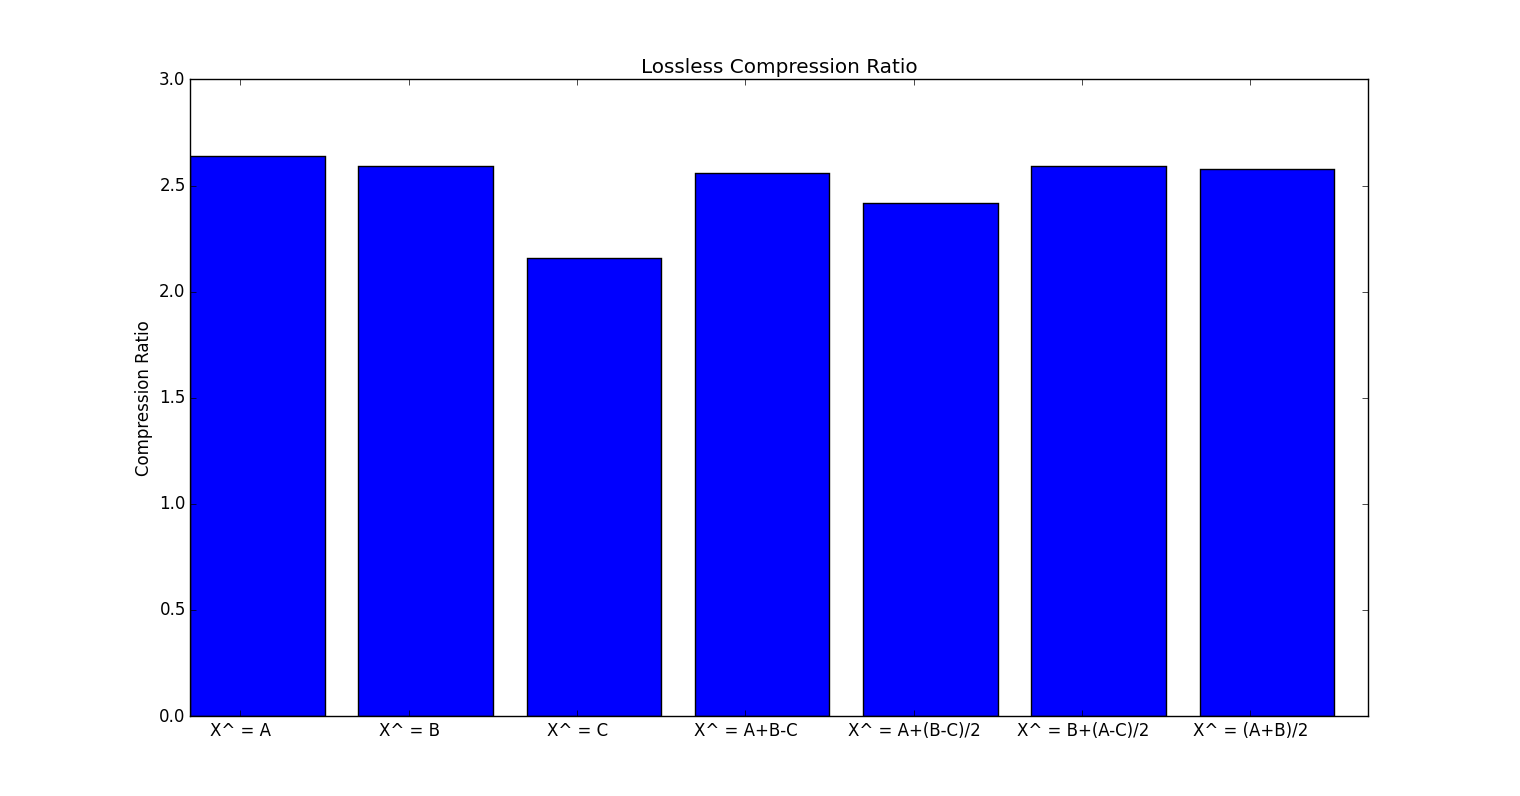 Lossless Compression Ratio
3.0
2.5
2.0
1.5
1.0
0.5
0.0
Compression Ratio
X^ = A
X^ = B
X^ = C
X^ = A+B-C
X^ = A+(B-C)/2
X^ = B+(A-C)/2
X^ = (A+B)/2